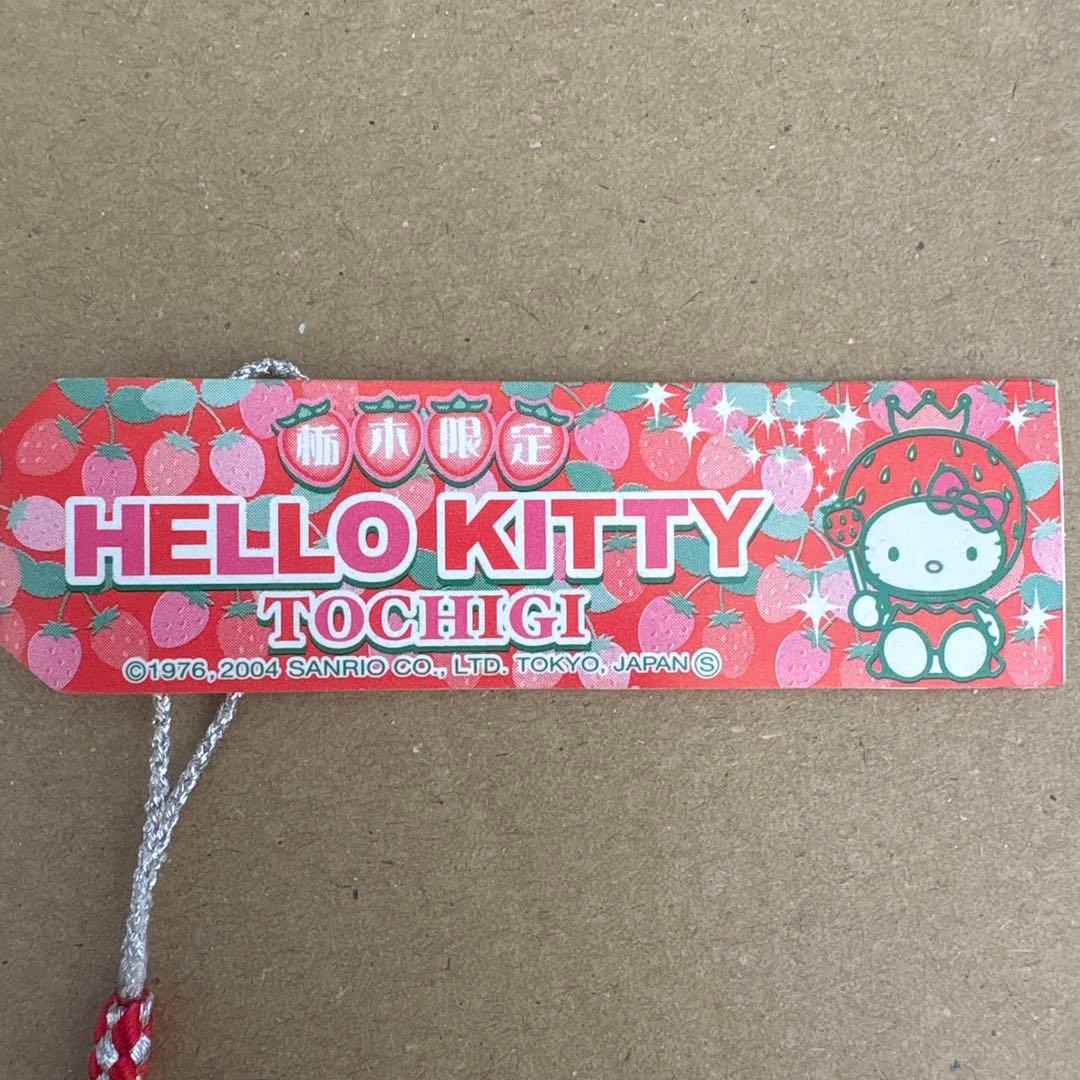 栃木限定
HELLO KITTY
TOCHIGI
©1976, 2004 SANRIO CO., LTD. TOKYO, JAPAN Ⓢ